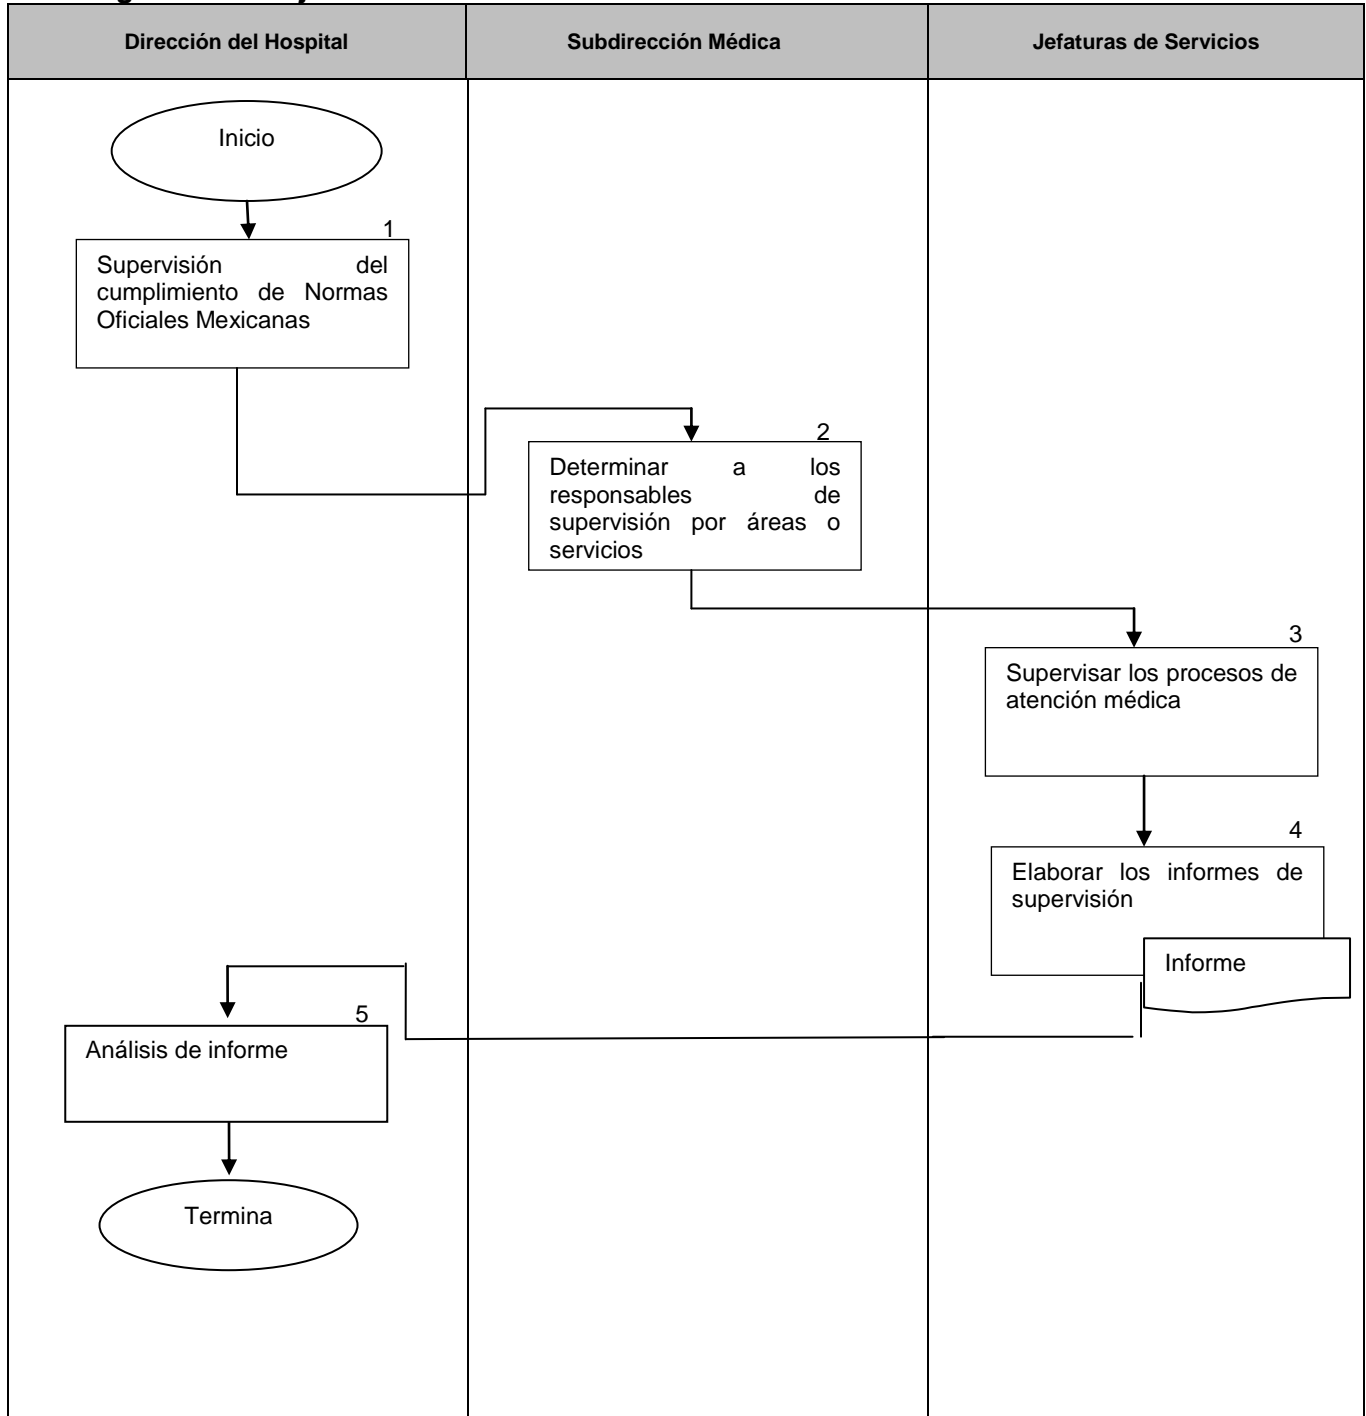 Dirección del Hospital
Subdirección Médica
Jefaturas de Servicios
Inicio
1
Supervisión del
cumplimiento de Normas
Oficiales Mexicanas
2
Determinar a los
responsables de
supervisión por áreas o
servicios
3
Supervisar los procesos de
atención médica
4
Elaborar los informes de
supervisión
Informe
5
Análisis de informe
Termina